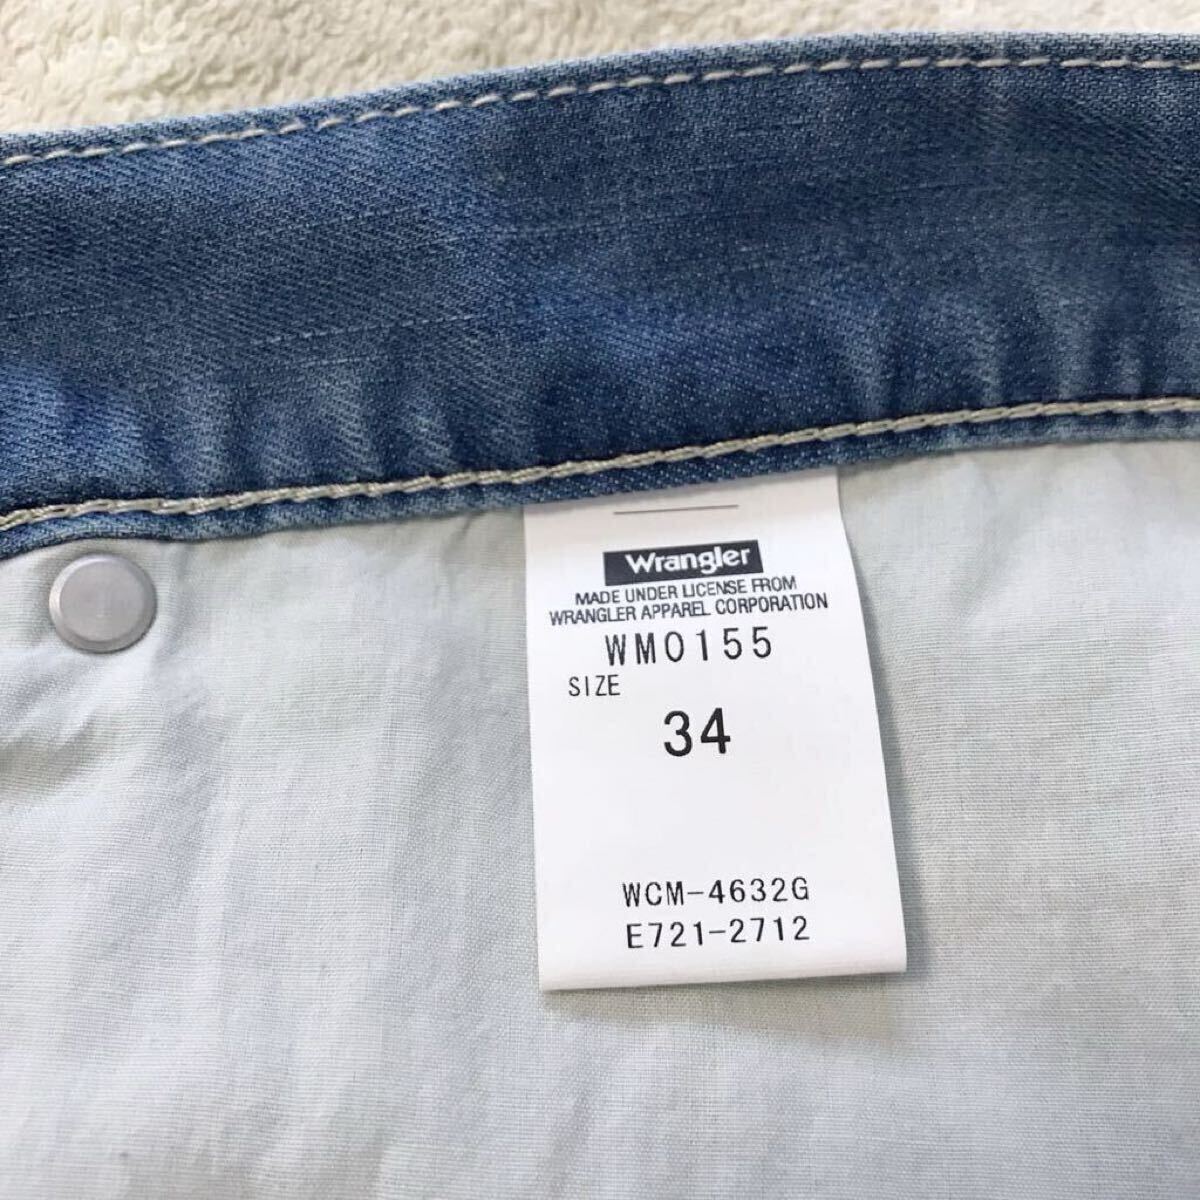 Wrangler
MADE UNDER LICENSE FROM
WRANGLER APPAREL CORPORATION
WM0155
SIZE
34
WCM-4632G
E721-2712